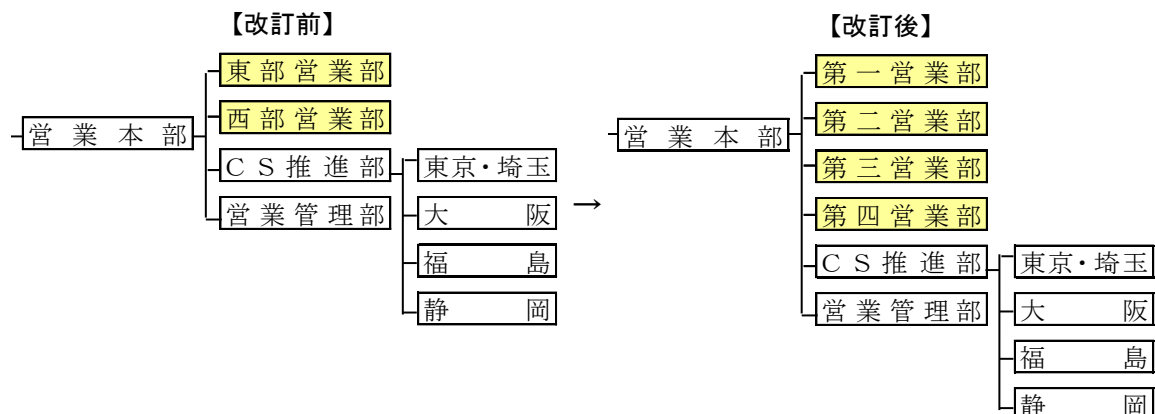 【改訂前】
東部営業部
西部営業部
営業本部
CS推進部
東京・埼玉
営業管理部
大阪
福島
静岡
→
【改訂後】
第一営業部
第二営業部
営業本部
第三営業部
第四営業部
CS推進部
東京・埼玉
営業管理部
大阪
福島
静岡